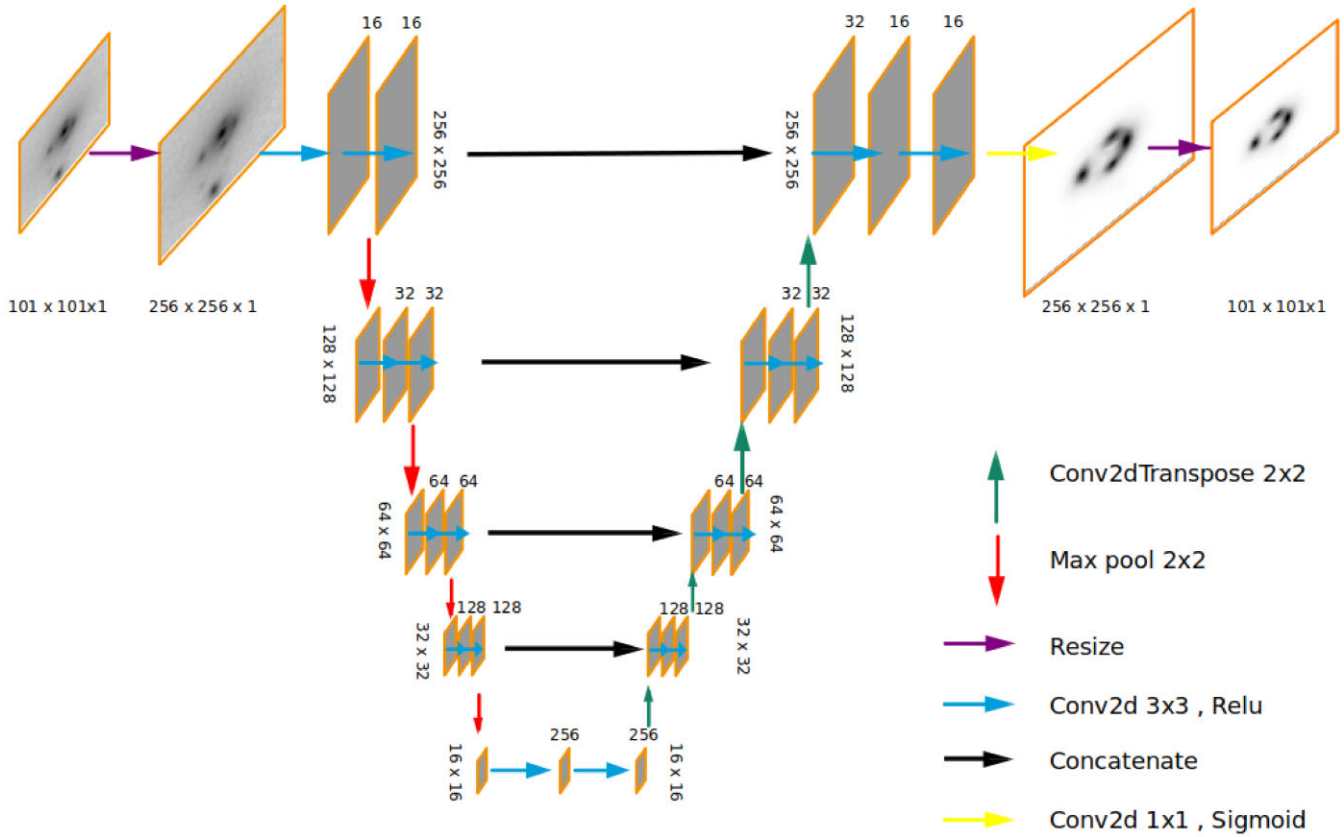 16 16
32 16 16
256 x 256
256 x 256
101 x 101x1
256 x 256 x 1
256 x 256 x 1
101 x 101x1
32 32
32 32
128 x 128
128 x 128
64 64
64 64
64 x 64
64 x 64
128 128
128 128
32 x 32
32 x 32
256
256
16 x 16
16 x 16
Conv2dTranspose 2x2
Max pool 2x2
Resize
Conv2d 3x3 , Relu
Concatenate
Conv2d 1x1 , Sigmoid